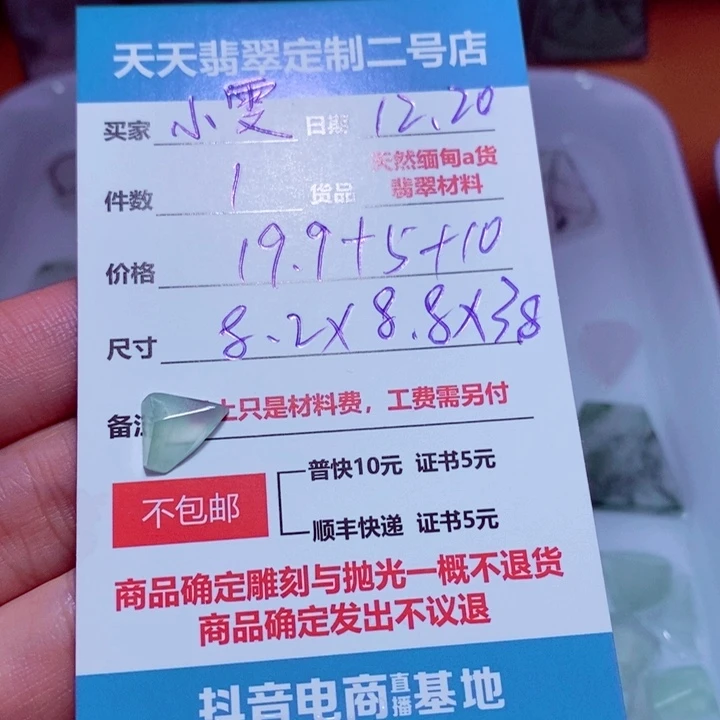 天天翡翠定制二号店
买家 小雯 日期 12.20
件数 1 货品 天然缅甸a货
翡翠材料
价格 19.9+5+10
尺寸 8.2X8.8X3.8
备注 上只是材料费，工费需另付
不包邮
普快10元 证书5元
顺丰快递 证书5元
商品确定雕刻与抛光一概不退货
商品确定发出不议退
抖音电商直播基地